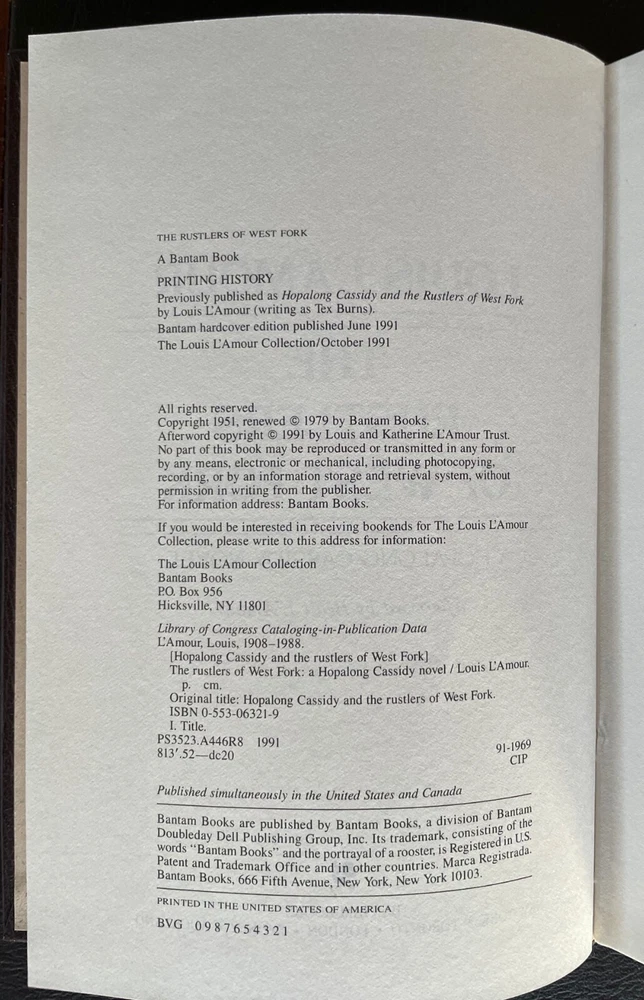 THE RUSTLERS OF WEST FORK
A Bantam Book
PRINTING HISTORY
Previously published as Hopalong Cassidy and the Rustlers of West Fork
by Louis L'Amour (writing as Tex Burns).
Bantam hardcover edition published June 1991
The Louis L'Amour Collection/October 1991
All rights reserved.
Copyright 1951, renewed © 1979 by Bantam Books.
Afterword copyright © 1991 by Louis and Katherine L'Amour Trust.
No part of this book may be reproduced or transmitted in any form or
by any means, electronic or mechanical, including photocopying,
recording, or by an information storage and retrieval system, without
permission in writing from the publisher.
For information address: Bantam Books.
If you would be interested in receiving bookends for The Louis L'Amour
Collection, please write to this address for information:
The Louis L'Amour Collection
Bantam Books
P.O. Box 956
Hicksville, NY 11801
Library of Congress Cataloging-in-Publication Data
L'Amour, Louis, 1908–1988.
[Hopalong Cassidy and the rustlers of West Fork]
The rustlers of West Fork: a Hopalong Cassidy novel / Louis L'Amour.
p. cm.
Original title: Hopalong Cassidy and the rustlers of West Fork.
ISBN 0-553-06321-9
I. Title.
PS3523.A446R8 1991
813'.52—dc20
91-1969
CIP
Published simultaneously in the United States and Canada
Bantam Books are published by Bantam Books, a division of Bantam
Doubleday Dell Publishing Group, Inc. Its trademark, consisting of the
words "Bantam Books" and the portrayal of a rooster, is Registered in U.S.
Patent and Trademark Office and in other countries. Marca Registrada.
Bantam Books, 666 Fifth Avenue, New York, New York 10103.
PRINTED IN THE UNITED STATES OF AMERICA
BVG 0987654321